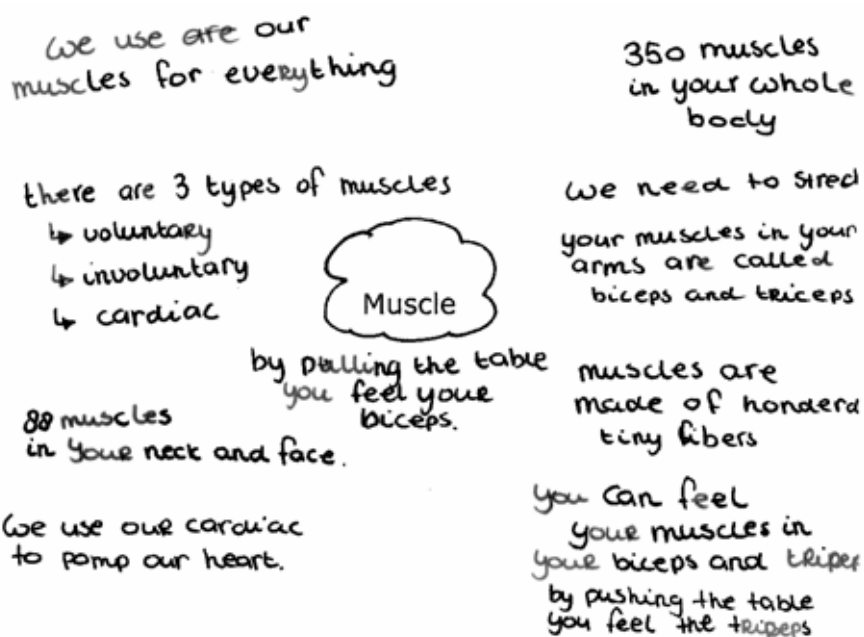 we use are our
muscles for everything
350 muscles
in your whole
body
there are 3 types of muscles
↳ voluntary
↳ involuntary
↳ cardiac
we need to
your muscles in your
arms are called
biceps and triceps
Muscle
by pulling the table
you feel your
biceps.
muscles are
made of honderd
tiny fibers
88 muscles
in your neck and face.
we use our cardiac
to pomp our heart.
you can feel
your muscles in
your biceps and
by pushing the table
you feel the tripeps